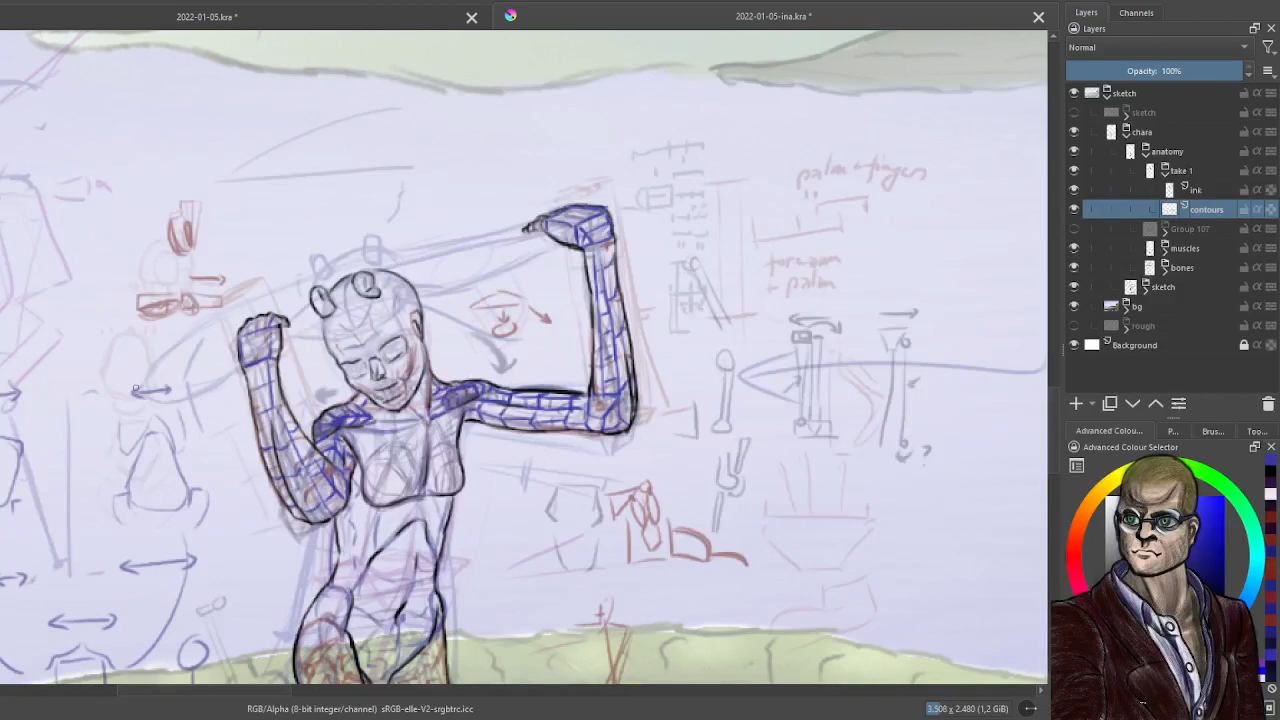 2022-01-05.kra *
2022-01-05-ina.kra *
Layers
Channels
Layers
Normal
Opacity: 100%
sketch
sketch
chara
anatomy
take 1
ink
contours
Group 107
muscles
bones
sketch
bg
rough
Background
Advanced Colou...
P...
Brus...
Too...
Advanced Colour Selector
palm + fingers
forearm
+ palm
?
RGB/Alpha (8-bit integer/channel) sRGB-elle-V2-srgbtrc.icc
3.508 x 2.480 (1,2 GiB)